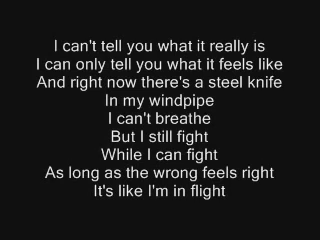 I can't tell you what it really is
I can only tell you what it feels like
And right now there's a steel knife
In my windpipe
I can't breathe
But I still fight
While I can fight
As long as the wrong feels right
It's like I'm in flight